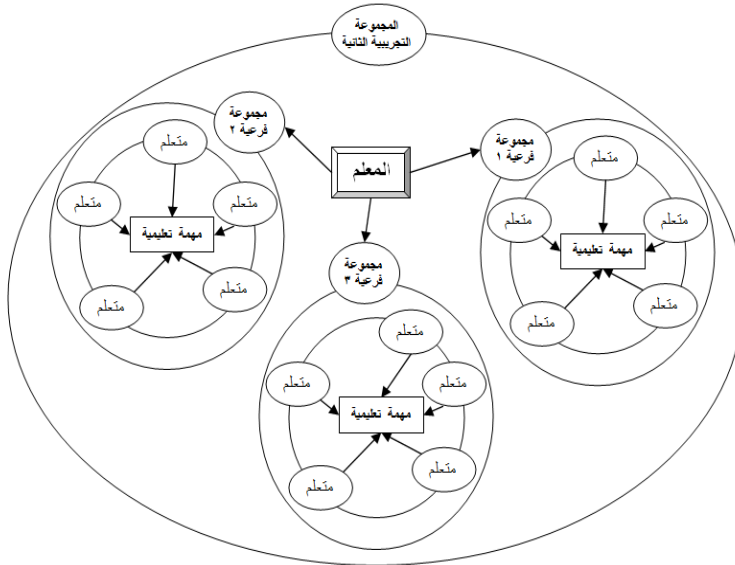 المجموعة
التجريبية الثانية
مجموعة
فرعية ١
متعلم
متعلم
متعلم
مهمة تعليمية
متعلم
متعلم
المعلم
مجموعة
فرعية ٢
متعلم
متعلم
متعلم
مهمة تعليمية
متعلم
متعلم
مجموعة
فرعية ٣
متعلم
متعلم
متعلم
مهمة تعليمية
متعلم
متعلم